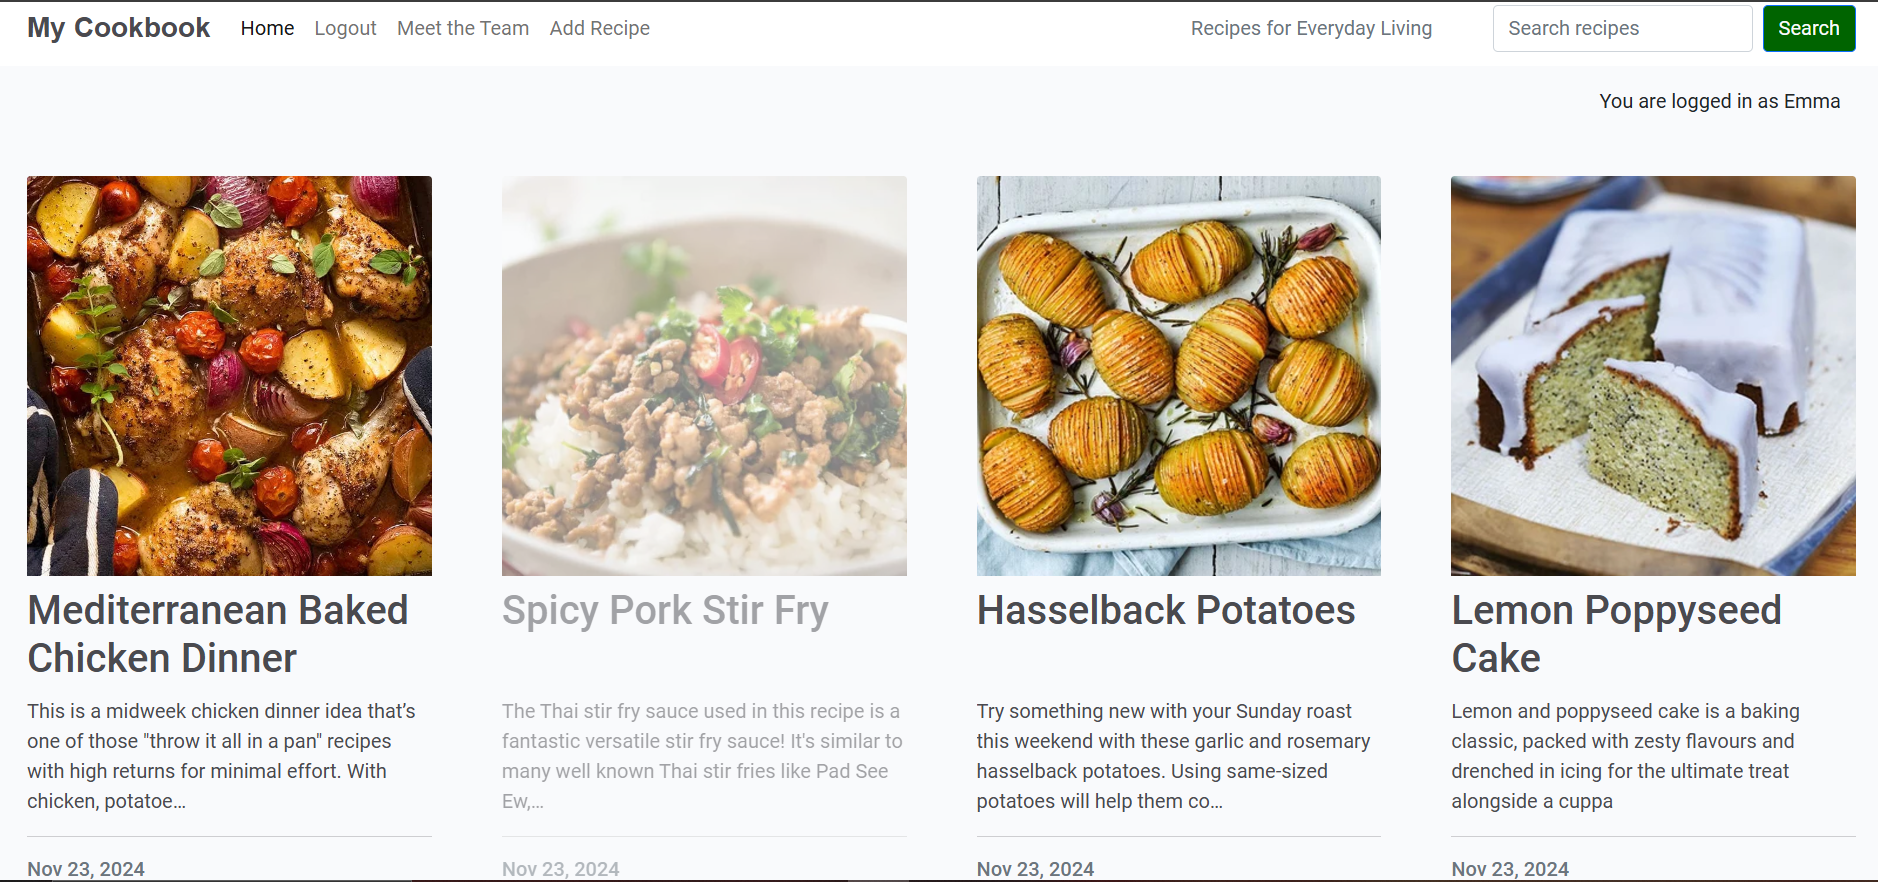 My Cookbook Home Logout Meet the Team Add Recipe Recipes for Everyday Living Search recipes Search
You are logged in as Emma
Mediterranean Baked
Chicken Dinner
This is a midweek chicken dinner idea that’s
one of those "throw it all in a pan" recipes
with high returns for minimal effort. With
chicken, potatoe…
Nov 23, 2024
Spicy Pork Stir Fry
The Thai stir fry sauce used in this recipe is a
fantastic versatile stir fry sauce! It's similar to
many well known Thai stir fries like Pad See
Ew,…
Nov 23, 2024
Hasselback Potatoes
Try something new with your Sunday roast
this weekend with these garlic and rosemary
hasselback potatoes. Using same-sized
potatoes will help them co…
Nov 23, 2024
Lemon Poppyseed
Cake
Lemon and poppyseed cake is a baking
classic, packed with zesty flavours and
drenched in icing for the ultimate treat
alongside a cuppa
Nov 23, 2024